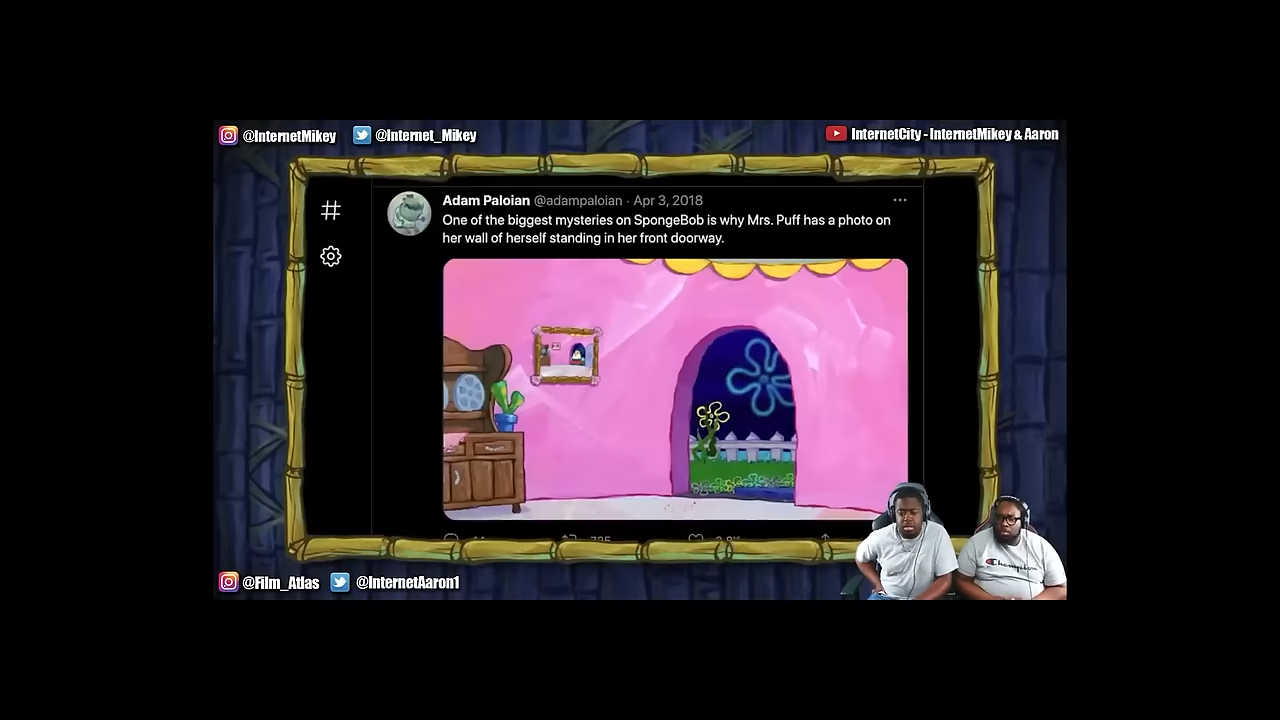 @InternetMikey @Internet_Mikey InternetCity - InternetMikey & Aaron
Adam Paloian @adampaloian · Apr 3, 2018
One of the biggest mysteries on SpongeBob is why Mrs. Puff has a photo on
her wall of herself standing in her front doorway.
Champion
@Film_Atlas @InternetAaron1